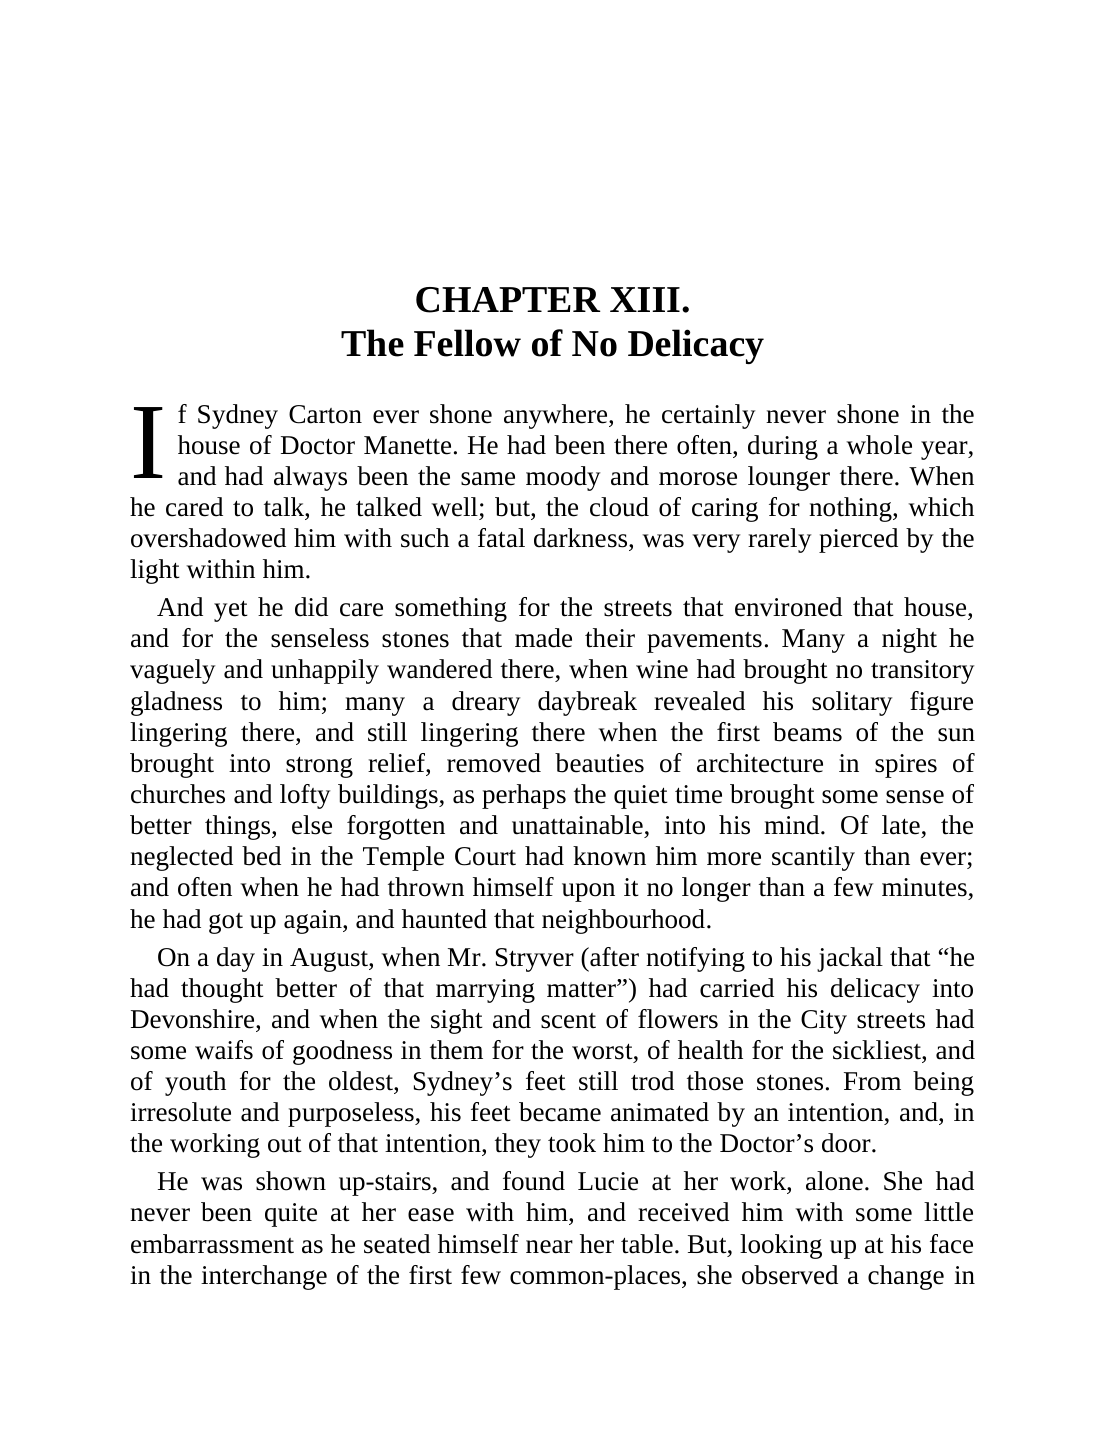 CHAPTER XIII.
The Fellow of No Delicacy
If Sydney Carton ever shone anywhere, he certainly never shone in the
house of Doctor Manette. He had been there often, during a whole year,
and had always been the same moody and morose lounger there. When
he cared to talk, he talked well; but, the cloud of caring for nothing, which
overshadowed him with such a fatal darkness, was very rarely pierced by the
light within him.
And yet he did care something for the streets that environed that house,
and for the senseless stones that made their pavements. Many a night he
vaguely and unhappily wandered there, when wine had brought no transitory
gladness to him; many a dreary daybreak revealed his solitary figure
lingering there, and still lingering there when the first beams of the sun
brought into strong relief, removed beauties of architecture in spires of
churches and lofty buildings, as perhaps the quiet time brought some sense of
better things, else forgotten and unattainable, into his mind. Of late, the
neglected bed in the Temple Court had known him more scantily than ever;
and often when he had thrown himself upon it no longer than a few minutes,
he had got up again, and haunted that neighbourhood.
On a day in August, when Mr. Stryver (after notifying to his jackal that “he
had thought better of that marrying matter”) had carried his delicacy into
Devonshire, and when the sight and scent of flowers in the City streets had
some waifs of goodness in them for the worst, of health for the sickliest, and
of youth for the oldest, Sydney’s feet still trod those stones. From being
irresolute and purposeless, his feet became animated by an intention, and, in
the working out of that intention, they took him to the Doctor’s door.
He was shown up-stairs, and found Lucie at her work, alone. She had
never been quite at her ease with him, and received him with some little
embarrassment as he seated himself near her table. But, looking up at his face
in the interchange of the first few common-places, she observed a change in